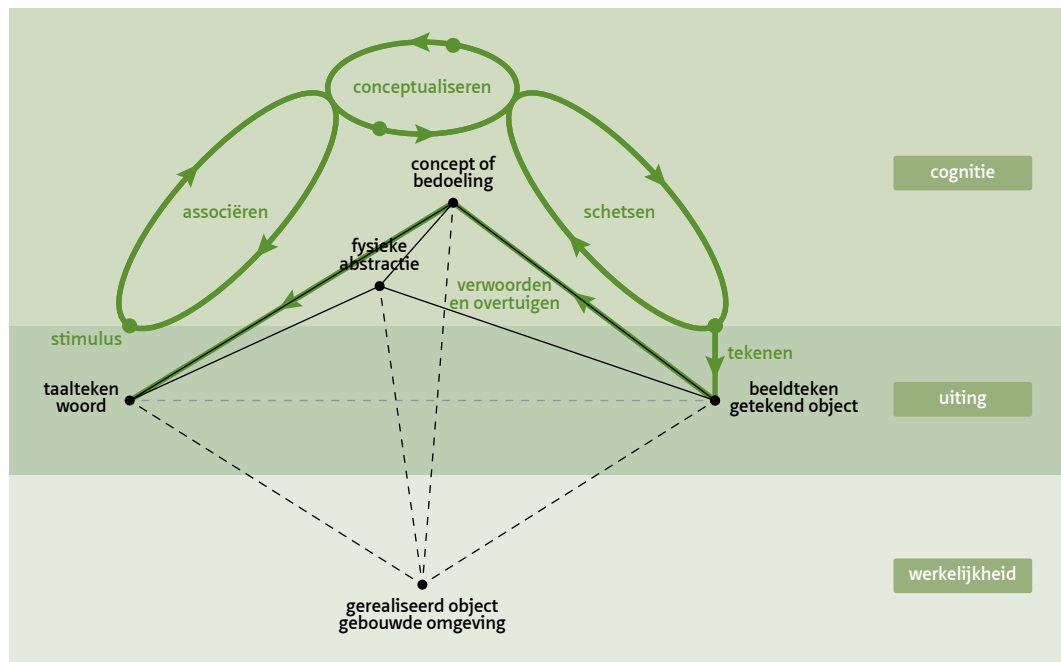 conceptualiseren
concept of
bedoeling
cognitie
associëren
schetsen
fysieke
abstractie
verwoorden
en overtuigen
stimulus
tekenen
taalteken
woord
beeldteken
getekend object
uiting
werkelijkheid
gerealiseerd object
gebouwde omgeving